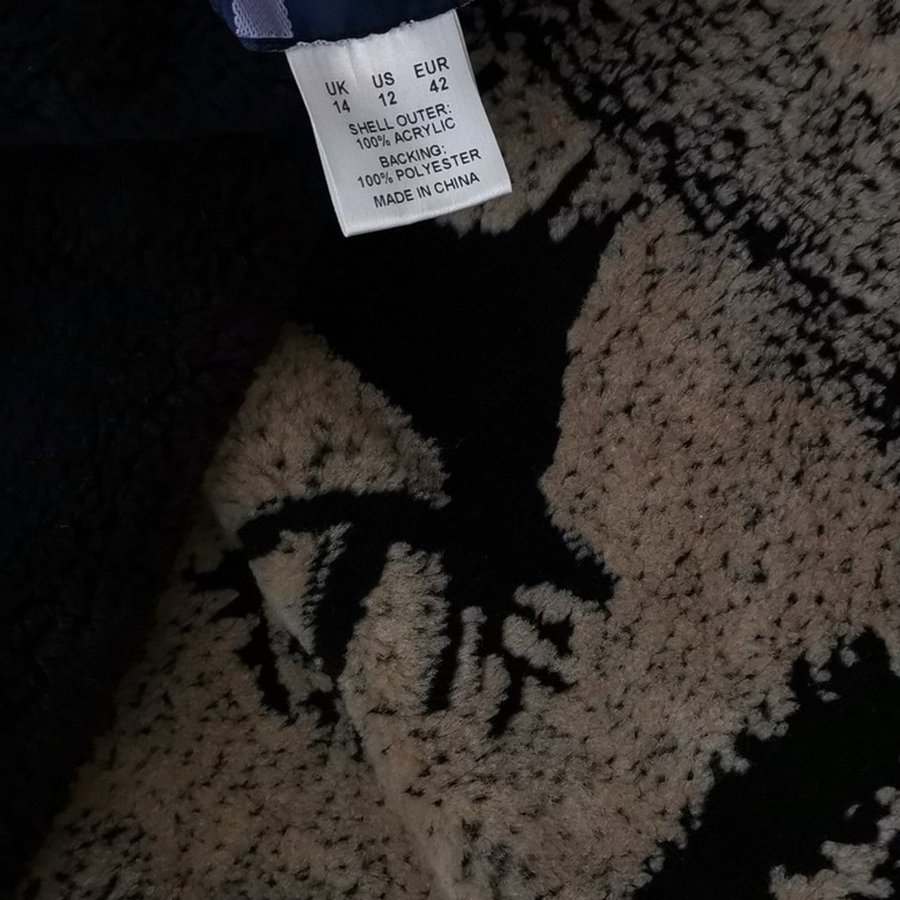 UK US EUR
14 12 42
SHELL OUTER:
100% ACRYLIC
BACKING:
100% POLYESTER
MADE IN CHINA